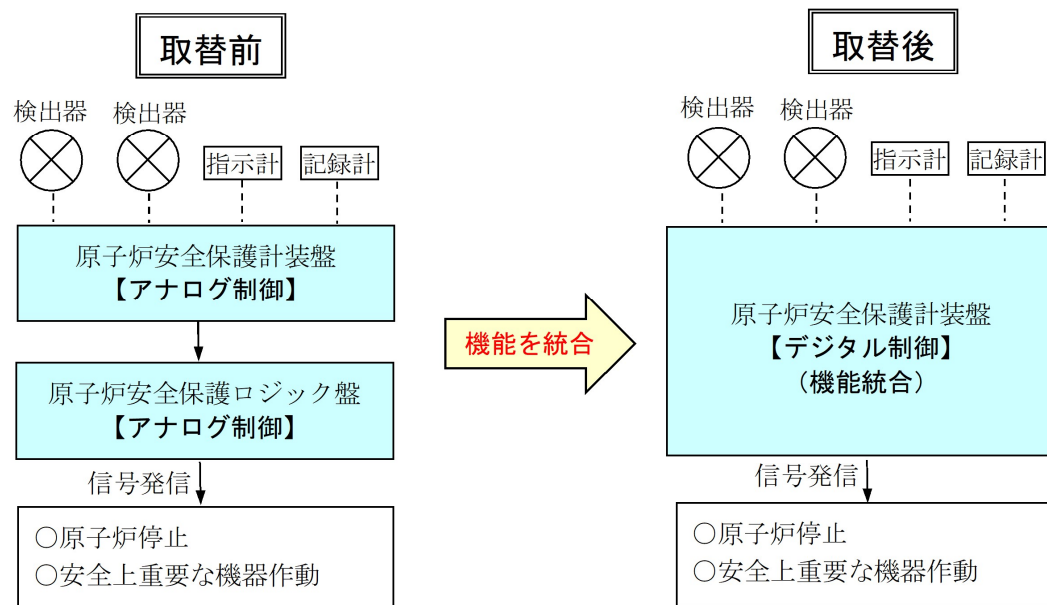 取替前
検出器
検出器
指示計
記録計
原子炉安全保護計装盤
【アナログ制御】
原子炉安全保護ロジック盤
【アナログ制御】
信号発信
○原子炉停止
○安全上重要な機器作動
機能を統合
取替後
検出器
検出器
指示計
記録計
原子炉安全保護計装盤
【デジタル制御】
(機能統合)
信号発信
○原子炉停止
○安全上重要な機器作動